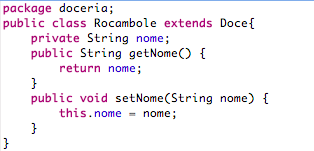 package doceria;
public class Rocambole extends Doce{
    private String nome;
    public String getNome() {
        return nome;
    }
    public void setNome(String nome) {
        this.nome = nome;
    }
}